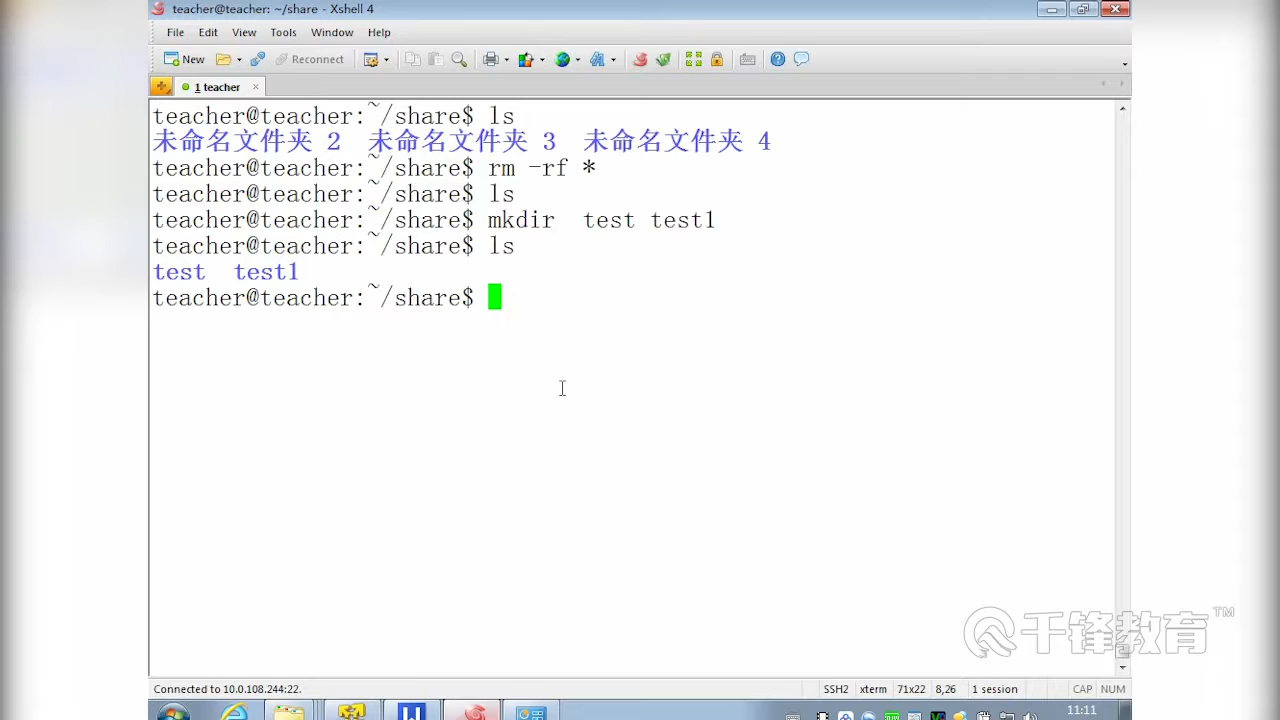 teacher@teacher: ~/share - Xshell 4
File Edit View Tools Window Help
New Reconnect
1 teacher
teacher@teacher:~/share$ ls
未命名文件夹 2 未命名文件夹 3 未命名文件夹 4
teacher@teacher:~/share$ rm -rf *
teacher@teacher:~/share$ ls
teacher@teacher:~/share$ mkdir  test test1
teacher@teacher:~/share$ ls
test test1
teacher@teacher:~/share$
千锋教育™
Connected to 10.0.108.244:22. SSH2 xterm 71x22 8,26 1 session CAP NUM
11:11